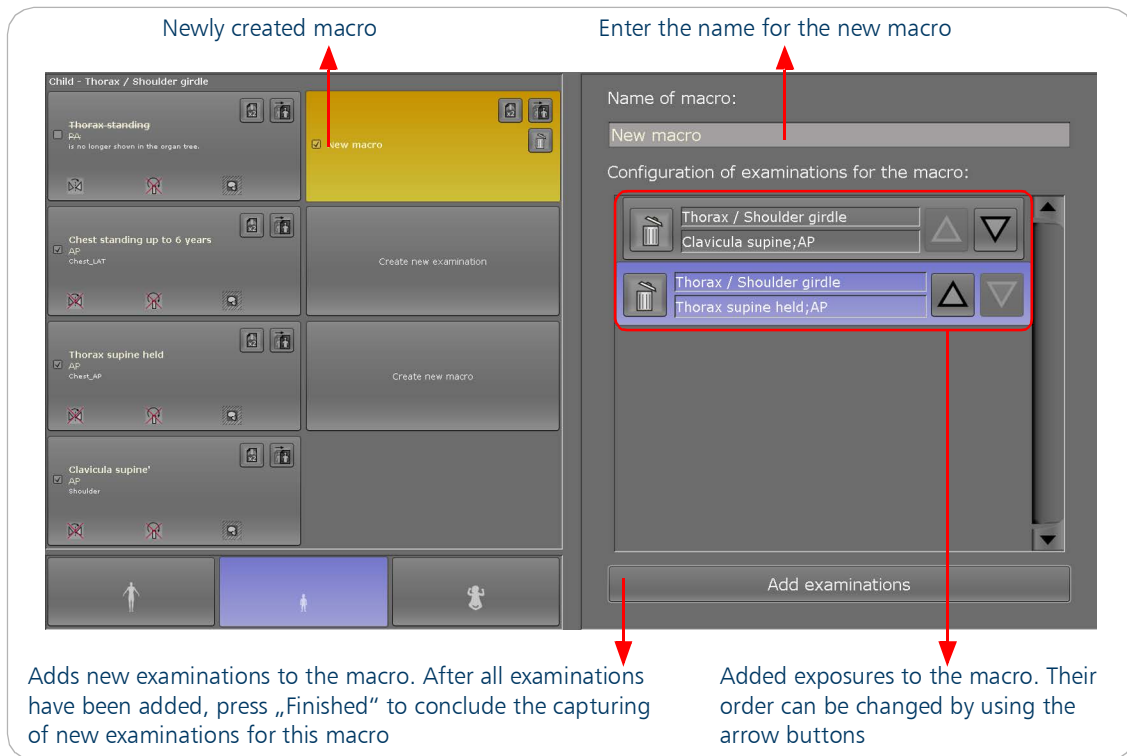 Newly created macro
Enter the name for the new macro
Child - Thorax / Shoulder girdle
Thorax standing
PA
is no longer shown in the organ tree.
New macro
Chest standing up to 6 years
AP
Chest_LAT
Create new examination
Thorax supine held
AP
Chest_AP
Create new macro
Clavicula supine'
AP
Shoulder
Name of macro:
New macro
Configuration of examinations for the macro:
Thorax / Shoulder girdle
Clavicula supine;AP
Thorax / Shoulder girdle
Thorax supine held;AP
Add examinations
Adds new examinations to the macro. After all examinations
have been added, press „Finished“ to conclude the capturing
of new examinations for this macro
Added exposures to the macro. Their
order can be changed by using the
arrow buttons